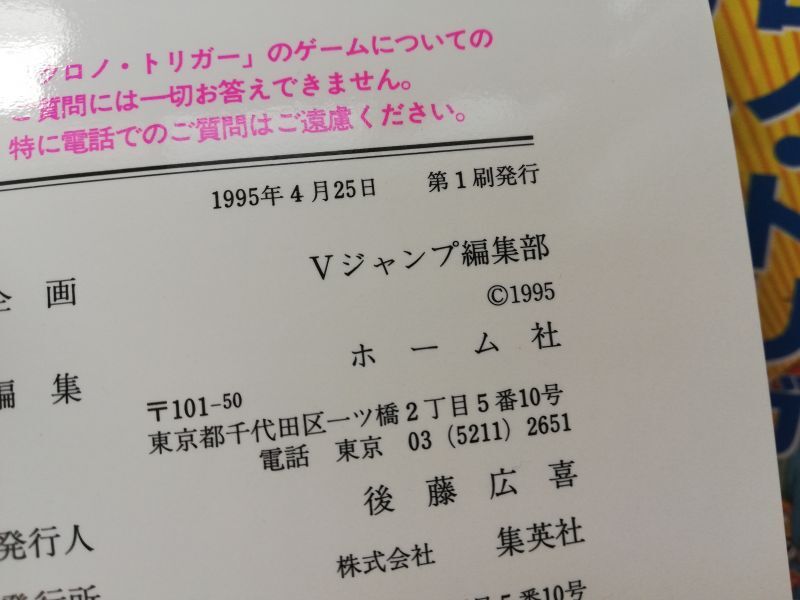 クロノ・トリガー」のゲームについての
ご質問には一切お答えできません。
特に電話でのご質問はご遠慮ください。
1995年4月25日 第1刷発行
企画 Vジャンプ編集部
©1995
編集 ホーム社
〒101-50
東京都千代田区一ツ橋2丁目5番10号
電話 東京 03 (5211) 2651
発行人 後藤広喜
発行所 株式会社 集英社